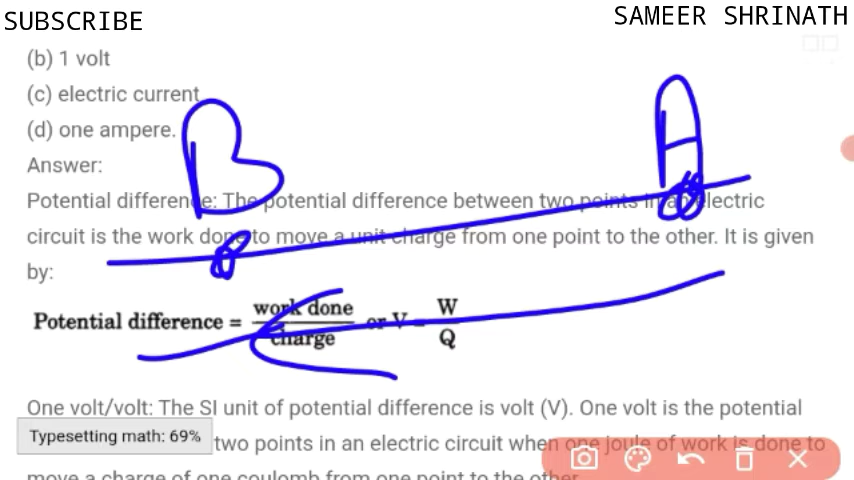 SUBSCRIBE
SAMEER SHRINATH
(b) 1 volt
(c) electric current
(d) one ampere.
Answer:
B
A
Potential difference: The potential difference between two points in an electric
circuit is the work done to move a unit charge from one point to the other. It is given
by:
Potential difference = work done / charge or V = W / Q
One volt/volt: The SI unit of potential difference is volt (V). One volt is the potential
Typesetting math: 69%
two points in an electric circuit when one joule of work is done to
move a charge of one coulomb from one point to the other.